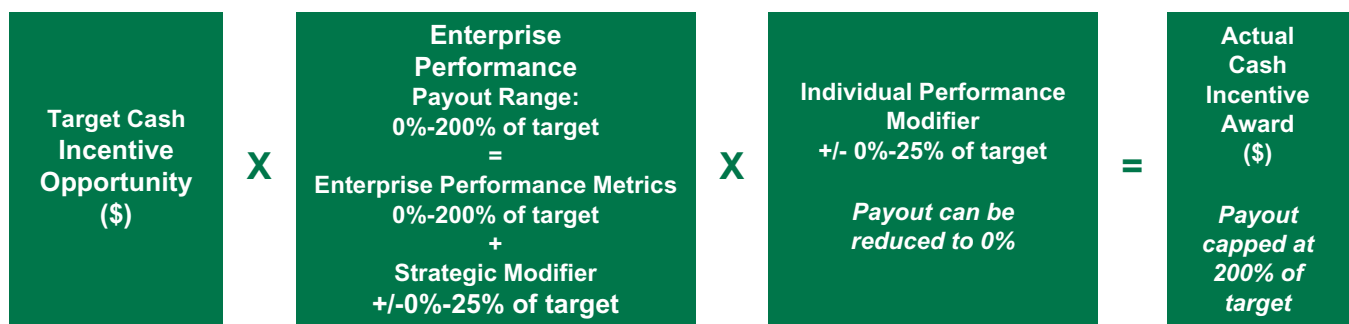 Target Cash
Incentive
Opportunity
($)
X
Enterprise
Performance
Payout Range:
0%-200% of target
=
Enterprise Performance Metrics
0%-200% of target
+
Strategic Modifier
+/-0%-25% of target
X
Individual Performance
Modifier
+/- 0%-25% of target
Payout can be
reduced to 0%
=
Actual
Cash
Incentive
Award
($)
Payout
capped at
200% of
target